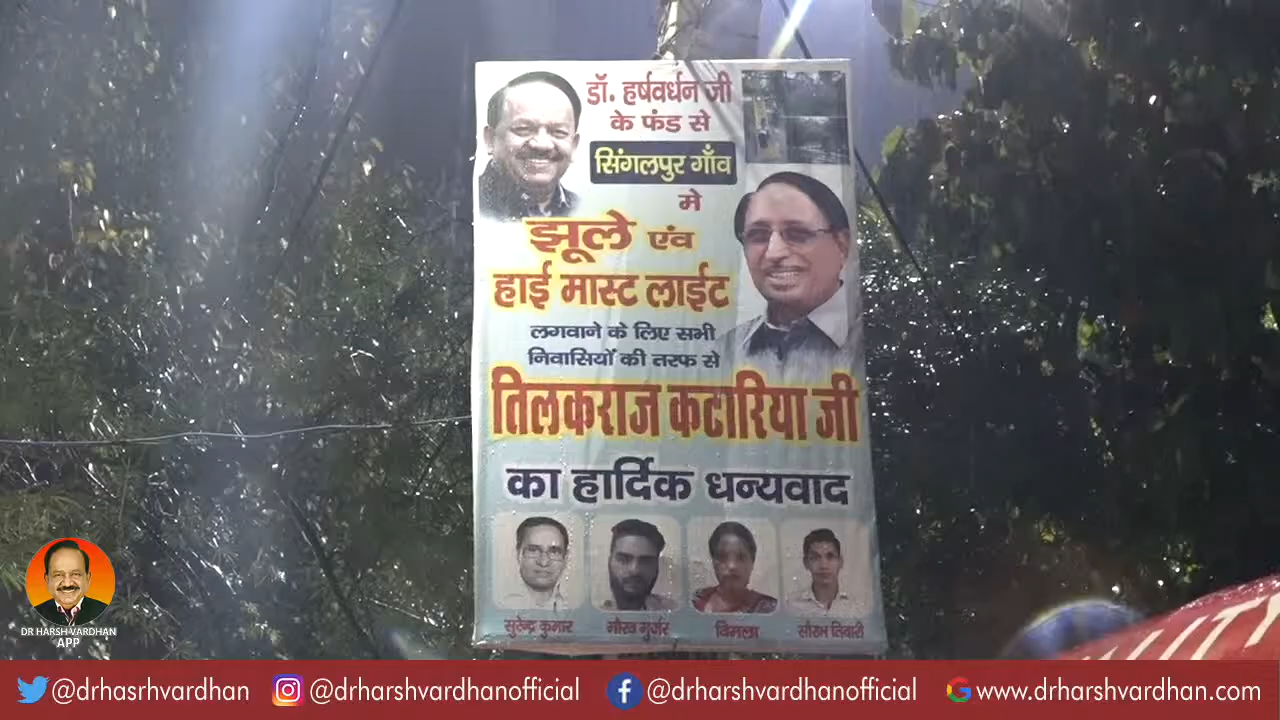 डॉ. हर्षवर्धन जी
के फंड से
सिंगलपुर गाँव
मे
झूले एंव
हाई मास्ट लाईट
लगवाने के लिए सभी
निवासियों की तरफ से
तिलकराज कटारिया जी
का हार्दिक धन्यवाद
सुरेन्द्र कुमार गौरव गुर्जर विमला सौरभ तिवारी
DR HARSH-VARDHAN
APP
@drhasrhvardhan @drharshvardhanofficial @drharshvardhanofficial www.drharshvardhan.com